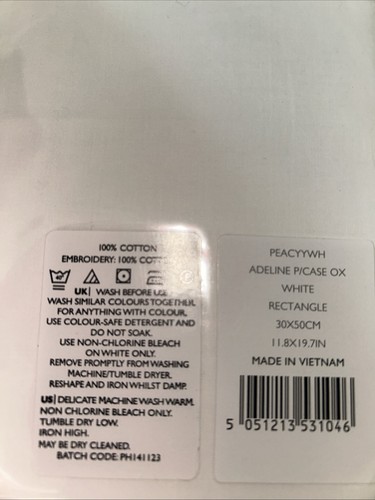 100% COTTON
EMBROIDERY: 100% COTTON
UK| WASH BEFORE USE
WASH SIMILAR COLOURS TOGETHER.
FOR ANYTHING WITH COLOUR,
USE COLOUR-SAFE DETERGENT AND
DO NOT SOAK.
USE NON-CHLORINE BLEACH
ON WHITE ONLY.
REMOVE PROMPTLY FROM WASHING
MACHINE/TUMBLE DRYER.
RESHAPE AND IRON WHILST DAMP.
US| DELICATE MACHINE WASH WARM.
NON CHLORINE BLEACH ONLY.
TUMBLE DRY LOW.
IRON HIGH.
MAY BE DRY CLEANED.
BATCH CODE: PH141123
PEACYYWH
ADELINE P/CASE OX
WHITE
RECTANGLE
30X50CM
11.8X19.7IN
MADE IN VIETNAM
5 051213 531046